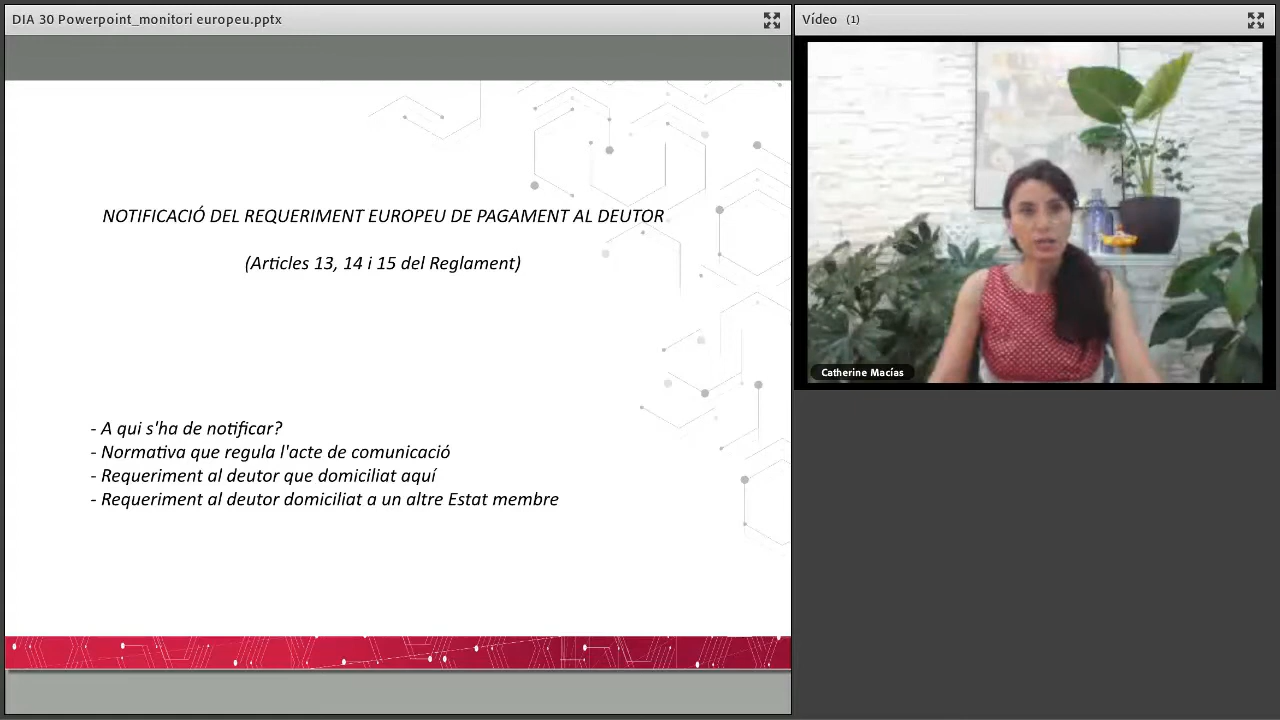 DIA 30 Powerpoint_monitori europeu.pptx
Vídeo (1)
NOTIFICACIÓ DEL REQUERIMENT EUROPEU DE PAGAMENT AL DEUTOR
(Articles 13, 14 i 15 del Reglament)
- A qui s'ha de notificar?
- Normativa que regula l'acte de comunicació
- Requeriment al deutor que domiciliat aquí
- Requeriment al deutor domiciliat a un altre Estat membre
Catherine Macías